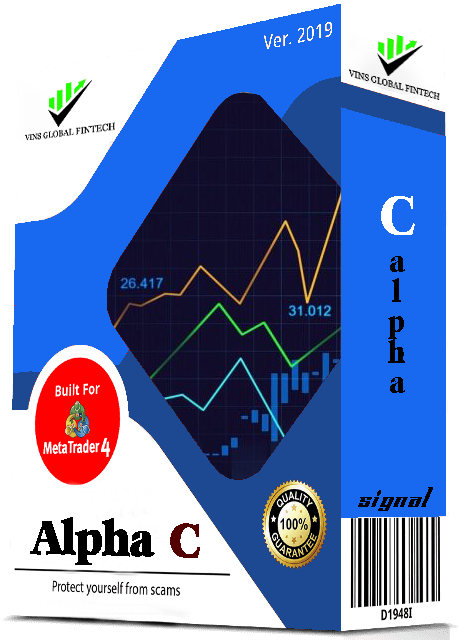 Ver. 2019
VINS GLOBAL FINTECH
26.417
31.012
Built For
MetaTrader 4
QUALITY
100%
GUARANTEE
Alpha C
Protect yourself from scams
VINS GLOBAL FINTECH
C
a
l
p
h
a
signal
D1948I